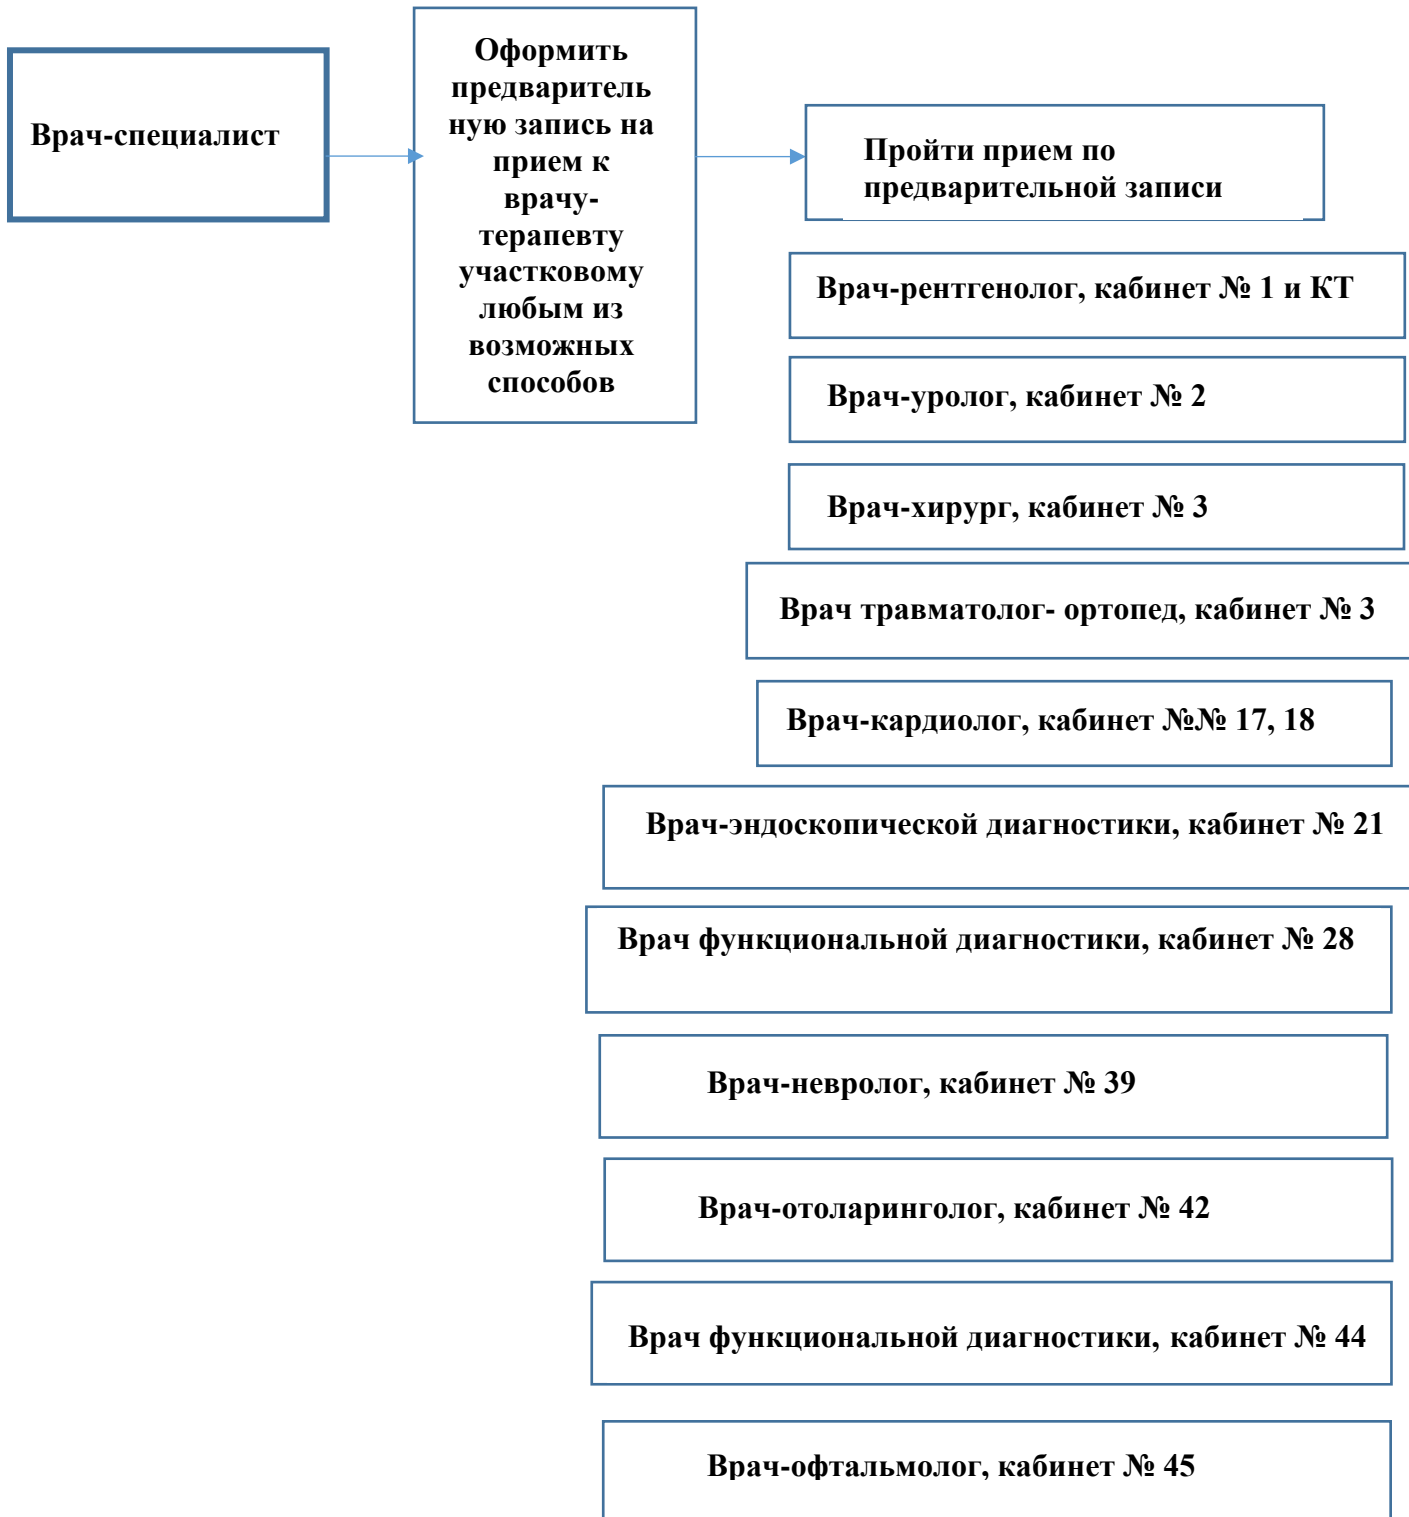 Врач-специалист
Оформить
предваритель
ную запись на
прием к
врачу-
терапевту
участковому
любым из
возможных
способов
Пройти прием по
предварительной записи
Врач-рентгенолог, кабинет № 1 и КТ
Врач-уролог, кабинет № 2
Врач-хирург, кабинет № 3
Врач травматолог- ортопед, кабинет № 3
Врач-кардиолог, кабинет №№ 17, 18
Врач-эндоскопической диагностики, кабинет № 21
Врач функциональной диагностики, кабинет № 28
Врач-невролог, кабинет № 39
Врач-отоларинголог, кабинет № 42
Врач функциональной диагностики, кабинет № 44
Врач-офтальмолог, кабинет № 45